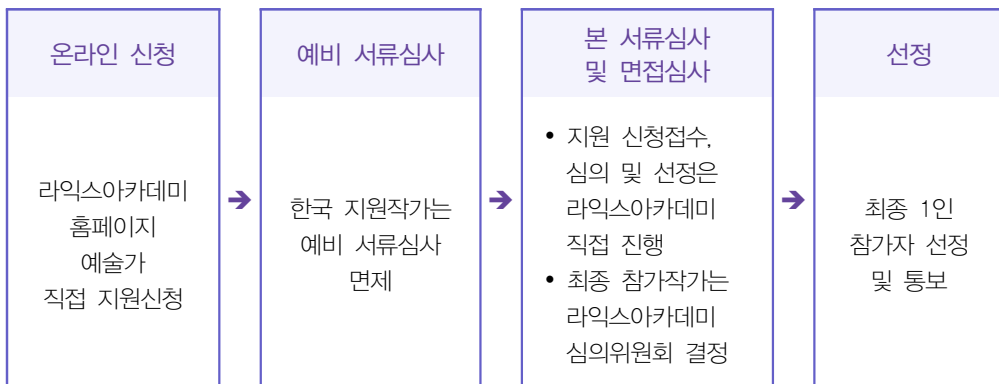 온라인 신청
라익스아카데미
홈페이지
예술가
직접 지원신청
➔
예비 서류심사
한국 지원작가는
예비 서류심사
면제
➔
본 서류심사
및 면접심사
• 지원 신청접수,
심의 및 선정은
라익스아카데미
직접 진행
• 최종 참가작가는
라익스아카데미
심의위원회 결정
➔
선정
최종 1인
참가자 선정
및 통보